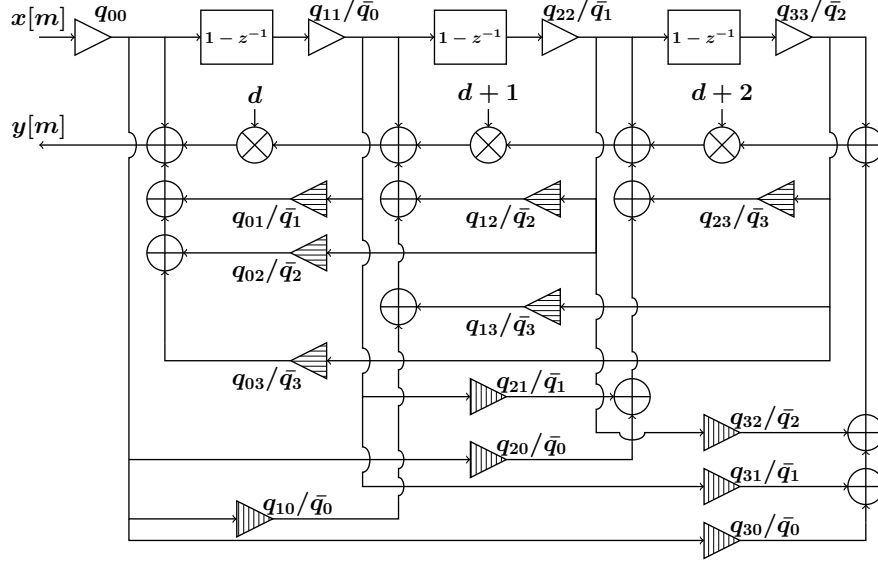 x[m] q₀₀ 1 − z⁻¹ q₁₁/q̄₀ 1 − z⁻¹ q₂₂/q̄₁ 1 − z⁻¹ q₃₃/q̄₂
d d + 1 d + 2
y[m]
q₀₁/q̄₁ q₁₂/q̄₂ q₂₃/q̄₃
q₀₂/q̄₂
q₁₃/q̄₃
q₀₃/q̄₃
q₂₁/q̄₁
q₃₂/q̄₂
q₂₀/q̄₀
q₃₁/q̄₁
q₁₀/q̄₀
q₃₀/q̄₀